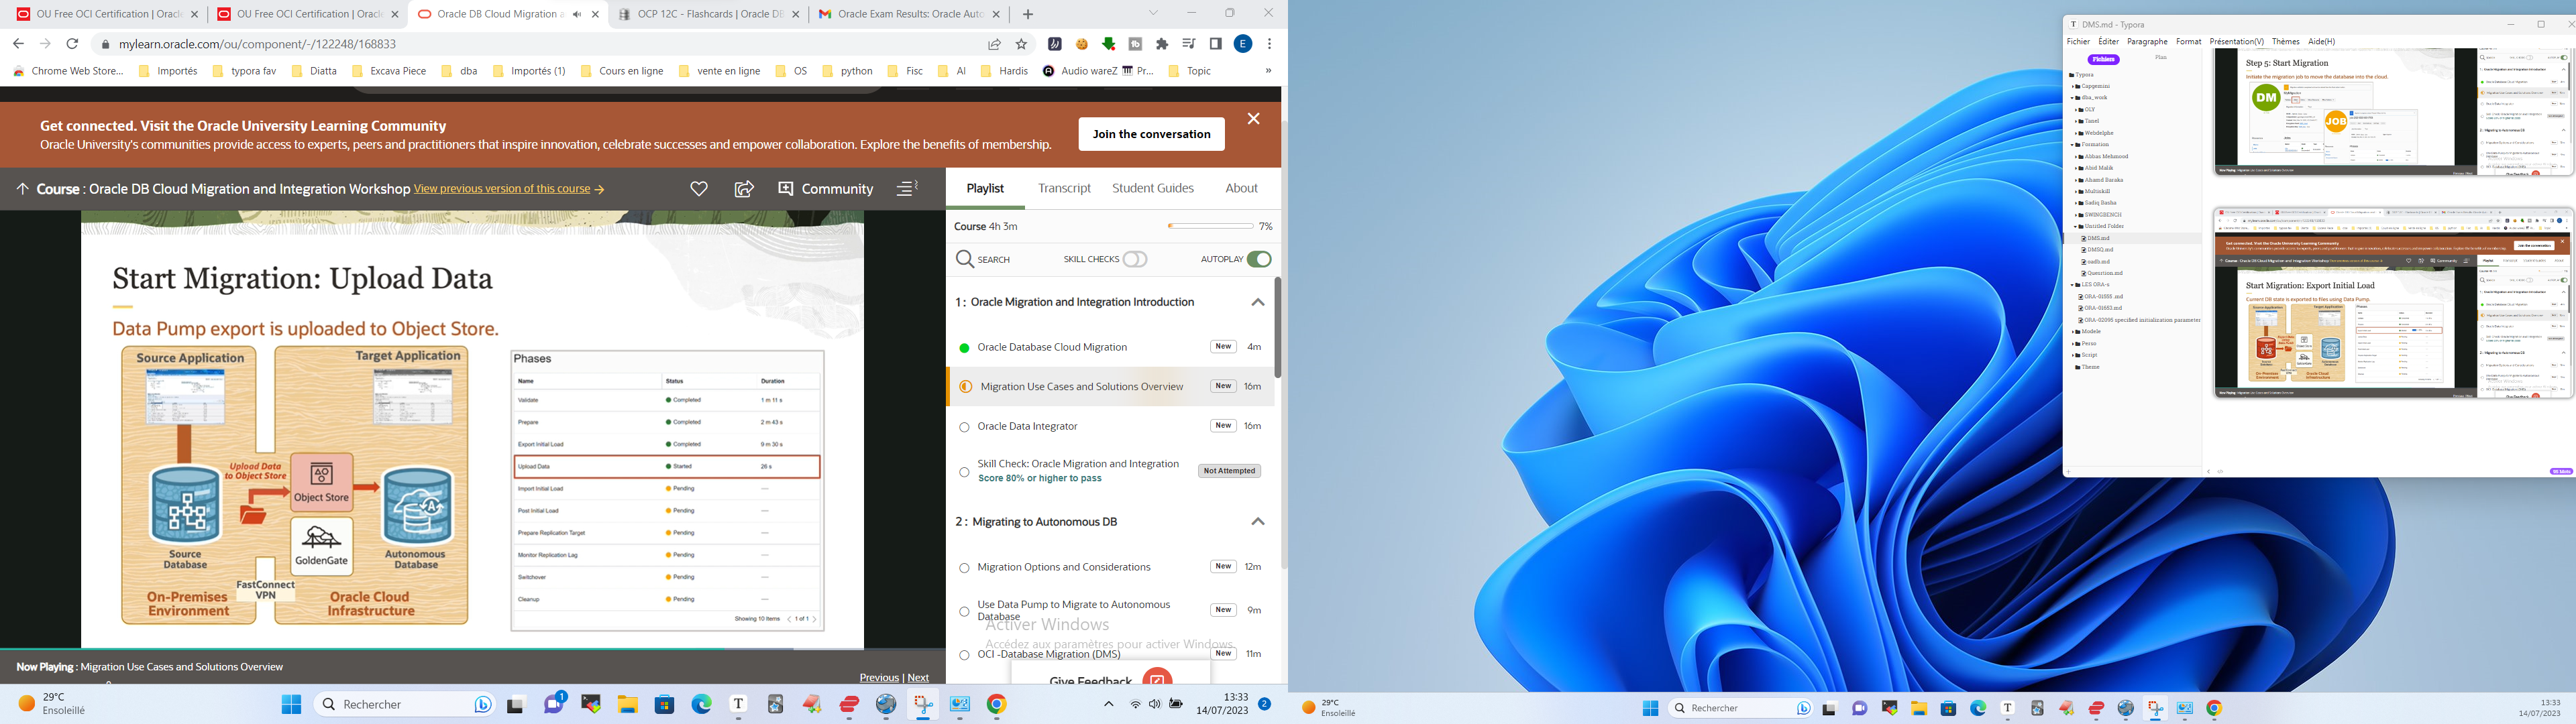 OU Free OCI Certification | Oracle
OU Free OCI Certification | Oracle
Oracle DB Cloud Migration a
OCP 12C - Flashcards | Oracle DB
Oracle Exam Results: Oracle Auto
mylearn.oracle.com/ou/component/-/122248/168833
E
Chrome Web Store...
Importés
typora fav
Diatta
Excava Piece
dba
Importés (1)
Cours en ligne
vente en ligne
OS
python
Fisc
AI
Hardis
Audio wareZ
Pr...
Topic
»
Get connected. Visit the Oracle University Learning Community
Oracle University's communities provide access to experts, peers and practitioners that inspire innovation, celebrate successes and empower collaboration. Explore the benefits of membership.
Join the conversation
Course : Oracle DB Cloud Migration and Integration Workshop View previous version of this course
Community
Start Migration: Upload Data
Data Pump export is uploaded to Object Store.
Source Application
Target Application
Upload Data
to Object Store
Object Store
GoldenGate
Source
Database
Autonomous
Database
FastConnect
VPN
On-Premises
Environment
Oracle Cloud
Infrastructure
Phases
Name Status Duration
Validate Completed 1 m 11 s
Prepare Completed 2 m 43 s
Export Initial Load Completed 9 m 30 s
Upload Data Started 26 s
Import Initial Load Pending —
Post Initial Load Pending —
Prepare Replication Target Pending —
Monitor Replication Lag Pending —
Switchover Pending —
Cleanup Pending —
Showing 10 items < 1 of 1 >
Now Playing : Migration Use Cases and Solutions Overview
Previous | Next
Playlist
Transcript
Student Guides
About
Course 4h 3m
7%
SEARCH
SKILL CHECKS
AUTOPLAY
1 : Oracle Migration and Integration Introduction
Oracle Database Cloud Migration New 4m
Migration Use Cases and Solutions Overview New 16m
Oracle Data Integrator New 16m
Skill Check: Oracle Migration and Integration Not Attempted
Score 80% or higher to pass
2 : Migrating to Autonomous DB
Migration Options and Considerations New 12m
Use Data Pump to Migrate to Autonomous New 9m
Database
Activer Windows
Accédez aux paramètres pour activer Windows.
OCI -Database Migration (DMS) New 11m
Give Feedback
29°C
Ensoleillé
Rechercher
1
T
13:33
14/07/2023
2
T DMS.md - Typora
Fichier
Éditer
Paragraphe
Format
Présentation(V)
Thèmes
Aide(H)
Fichiers
Plan
Typora
Capgemini
dba_work
OLY
Tinel
Webdelphe
Formation
Abbas Mehmood
Abid Malik
Ahamd Baraka
Multiskill
Sadiq Basha
SWINGBENCH
Untitled Folder
DMS.md
DMSQ.md
oadb.md
Question.md
LES ORA-s
ORA-01555 .md
ORA-01653.md
ORA-02095 specified initialization parameter
Modele
Perso
Script
Theme
Step 5: Start Migration
Initiate the migration job to move the database into the cloud.
DM
JOB
Start Migration: Export Initial Load
Current DB state is exported to files using Data Pump.
29°C
Ensoleillé
Rechercher
T
13:33
14/07/2023